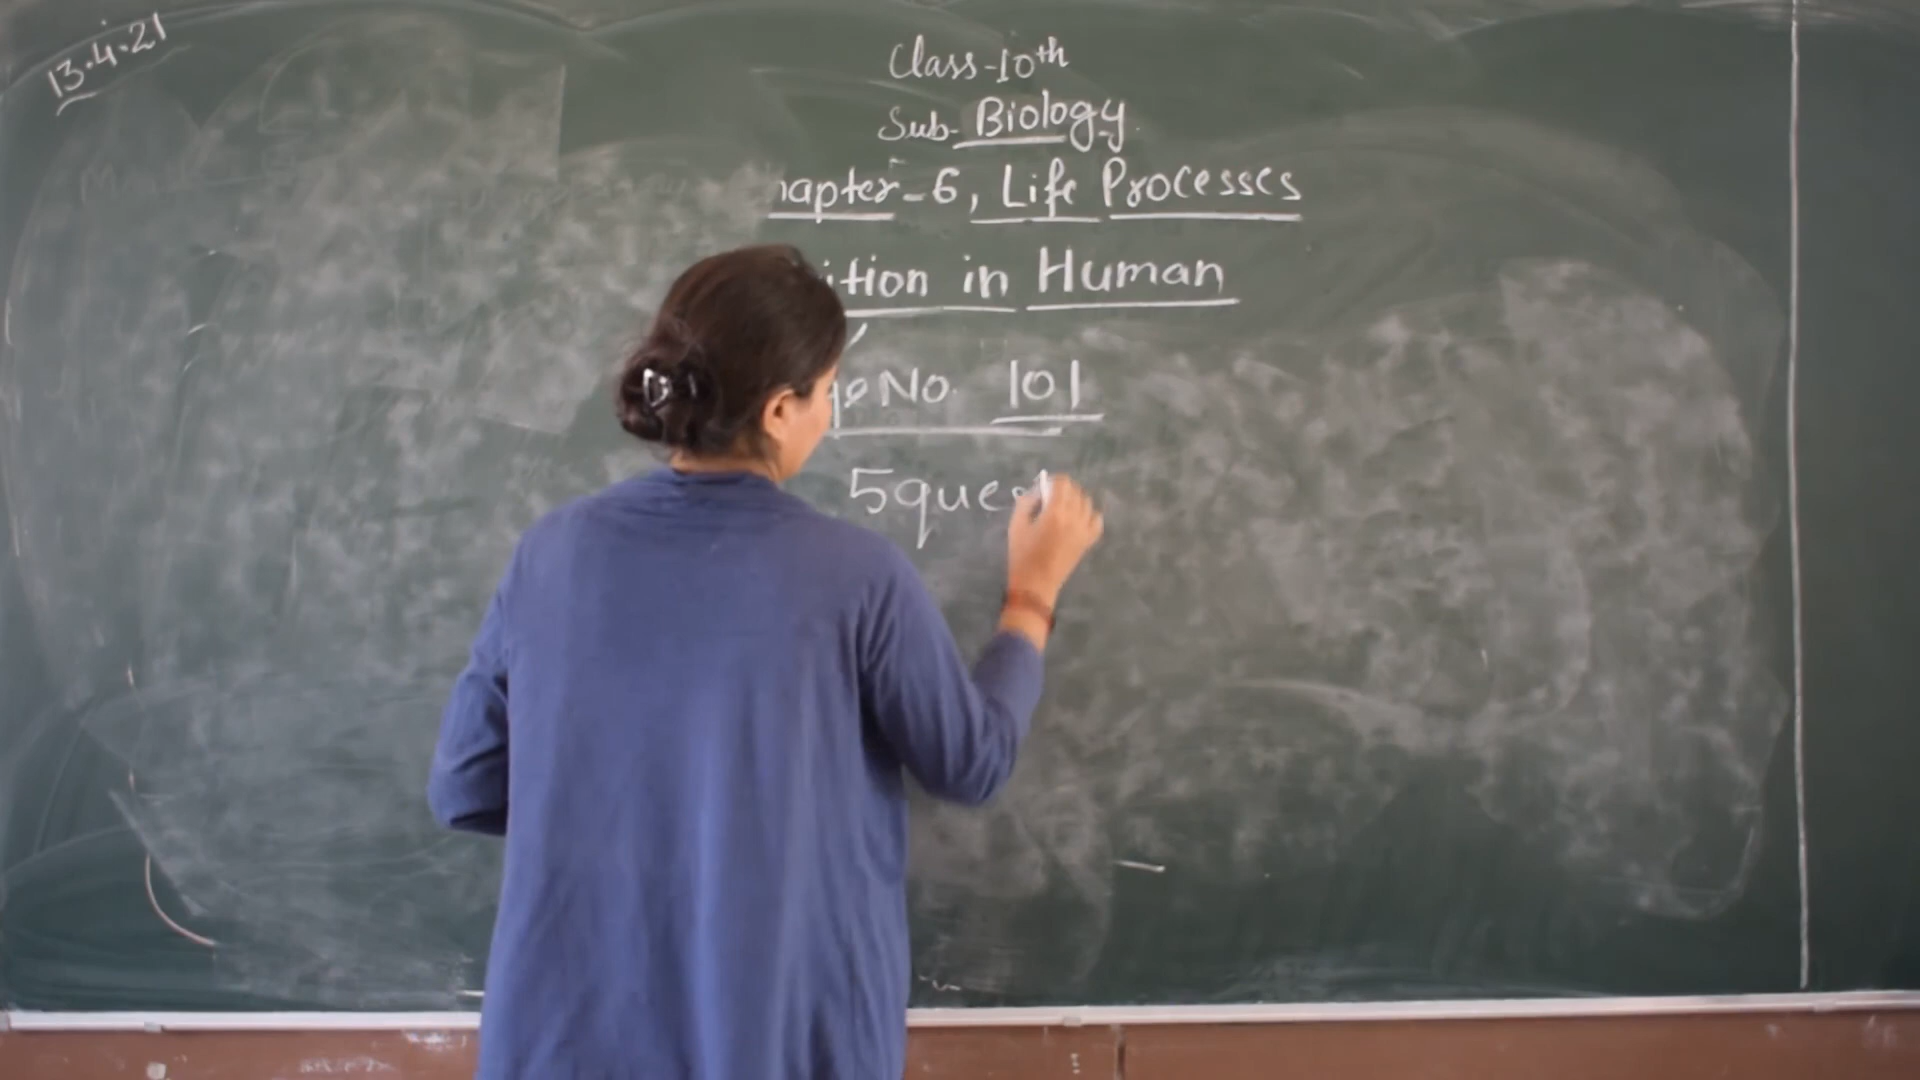 13.4.21
Class-10th
Sub-Biology
hapter-6, Life Processes
ition in Human
No. 101
5 ques